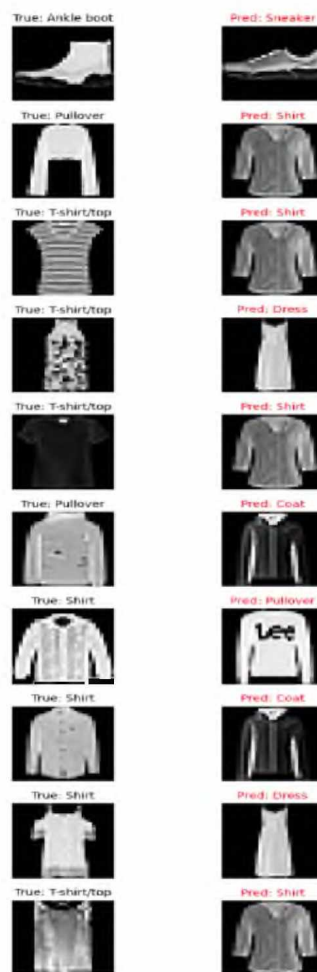 True: Ankle boot Pred: Sneaker
True: Pullover Pred: Shirt
True: T-shirt/top Pred: Shirt
True: T-shirt/top Pred: Dress
True: T-shirt/top Pred: Shirt
True: Pullover Pred: Coat
True: Shirt Pred: Pullover
Lee
True: Shirt Pred: Coat
True: Shirt Pred: Dress
True: T-shirt/top Pred: Shirt